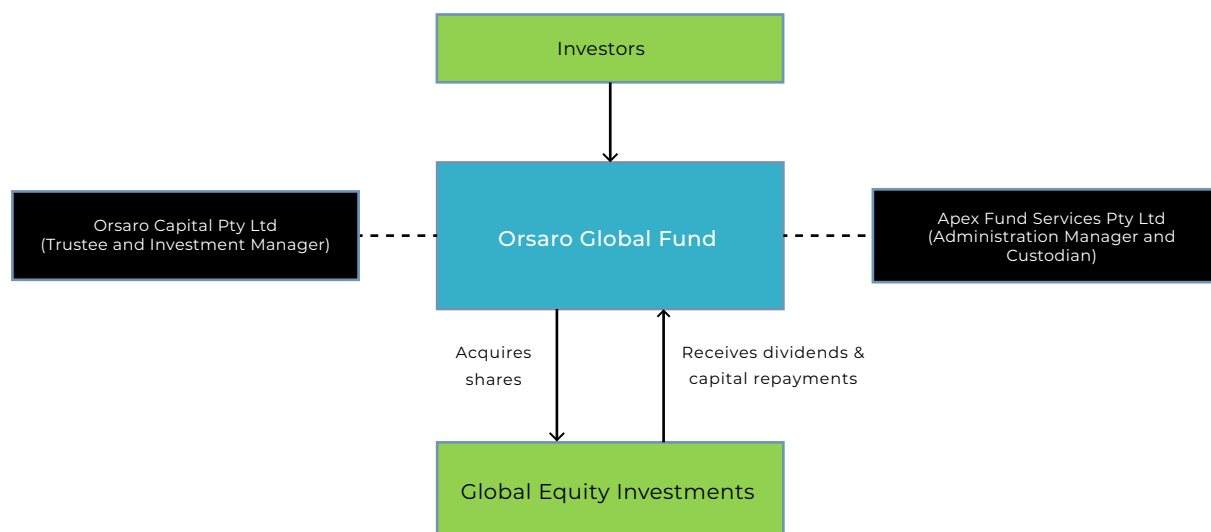 Investors
Orsaro Capital Pty Ltd
(Trustee and Investment Manager)
Orsaro Global Fund
Apex Fund Services Pty Ltd
(Administration Manager and
Custodian)
Acquires
shares
Receives dividends &
capital repayments
Global Equity Investments